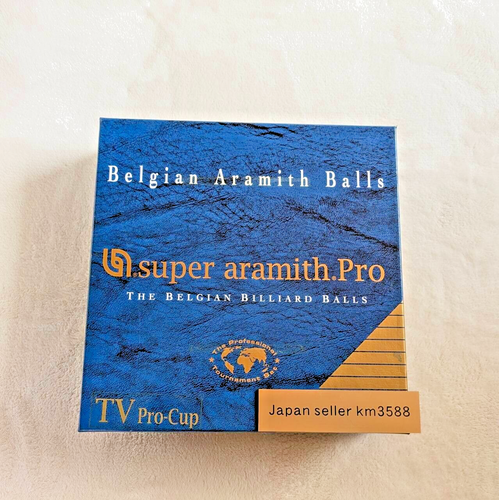 Belgian Aramith Balls
super aramith.Pro
THE BELGIAN BILLIARD BALLS
The Professional
Tournament Set
TV Pro-Cup
Japan seller km3588